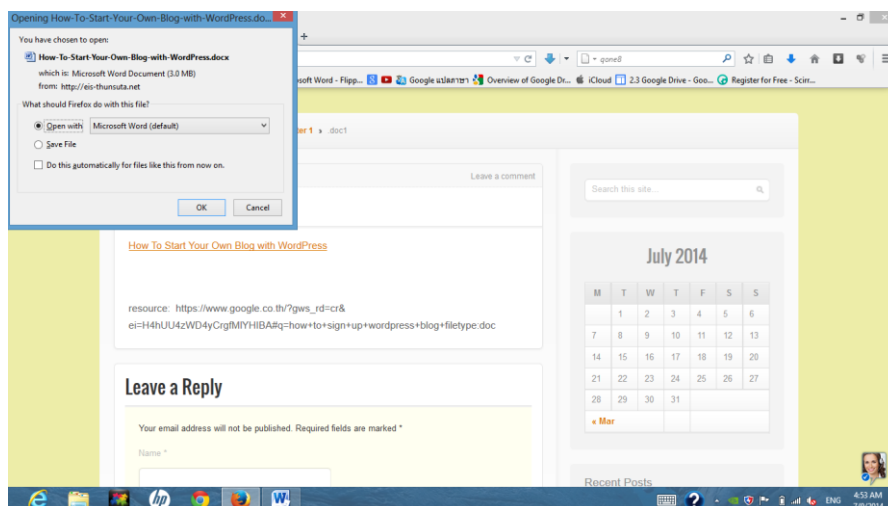 Opening How-To-Start-Your-Own-Blog-with-WordPress.do...
You have chosen to open:
How-To-Start-Your-Own-Blog-with-WordPress.docx
which is: Microsoft Word Document (3.0 MB)
from: http://eis-thunsuta.net
What should Firefox do with this file?
Open with Microsoft Word (default)
Save File
Do this automatically for files like this from now on.
OK Cancel
soft Word - Flipp... Google แปลภาษา Overview of Google Dr... iCloud 2.3 Google Drive - Goo... Register for Free - Scirr...
er 1 .doc1
Leave a comment
Search this site...
How To Start Your Own Blog with WordPress
resource: https://www.google.co.th/?gws_rd=cr&
ei=H4hUU4zWD4yCrgfMIYHIBA#q=how+to+sign+up+wordpress+blog+filetype:doc
July 2014
M T W T F S S
1 2 3 4 5 6
7 8 9 10 11 12 13
14 15 16 17 18 19 20
21 22 23 24 25 26 27
28 29 30 31
« Mar
Leave a Reply
Your email address will not be published. Required fields are marked *
Name *
Recent Posts
ENG 4:53 AM